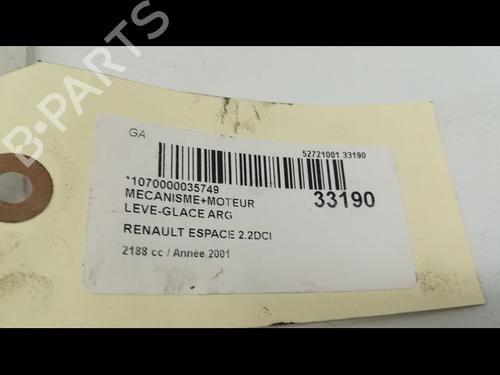 B-PARTS
GA
52721001 33190
*1070000035749
MECANISME+MOTEUR
33190
LEVE-GLACE ARG
RENAULT ESPACE 2.2DCI
2188 cc / Année 2001